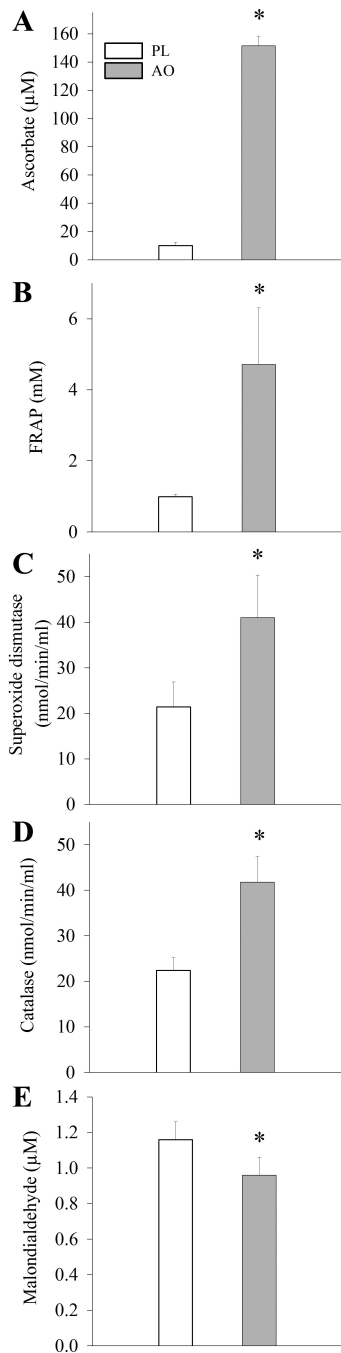 A
Ascorbate (µM)
160
140
120
100
80
60
40
20
0
*
PL
AO
B
FRAP (mM)
6
4
2
0
*
C
Superoxide dismutase
(nmol/min/ml)
50
40
30
20
10
0
*
D
Catalase (nmol/min/ml)
50
40
30
20
10
0
*
E
Malondialdehyde (µM)
1.4
1.2
1.0
0.8
0.6
0.4
0.2
0.0
*